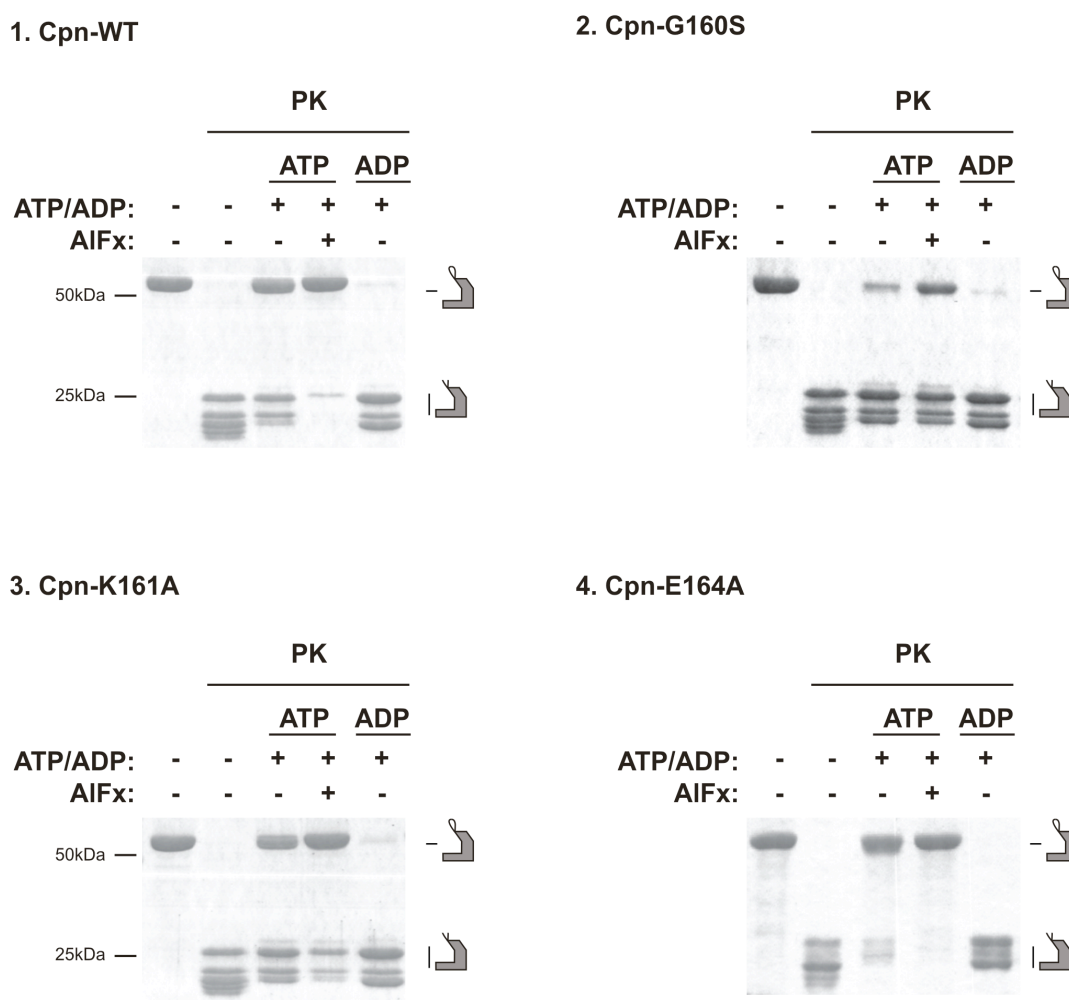 1. Cpn-WT
PK
ATP ADP
ATP/ADP: - - + + +
AlFx: - - - + -
50kDa
25kDa
2. Cpn-G160S
PK
ATP ADP
ATP/ADP: - - + + +
AlFx: - - - + -
3. Cpn-K161A
PK
ATP ADP
ATP/ADP: - - + + +
AlFx: - - - + -
50kDa
25kDa
4. Cpn-E164A
PK
ATP ADP
ATP/ADP: - - + + +
AlFx: - - - + -